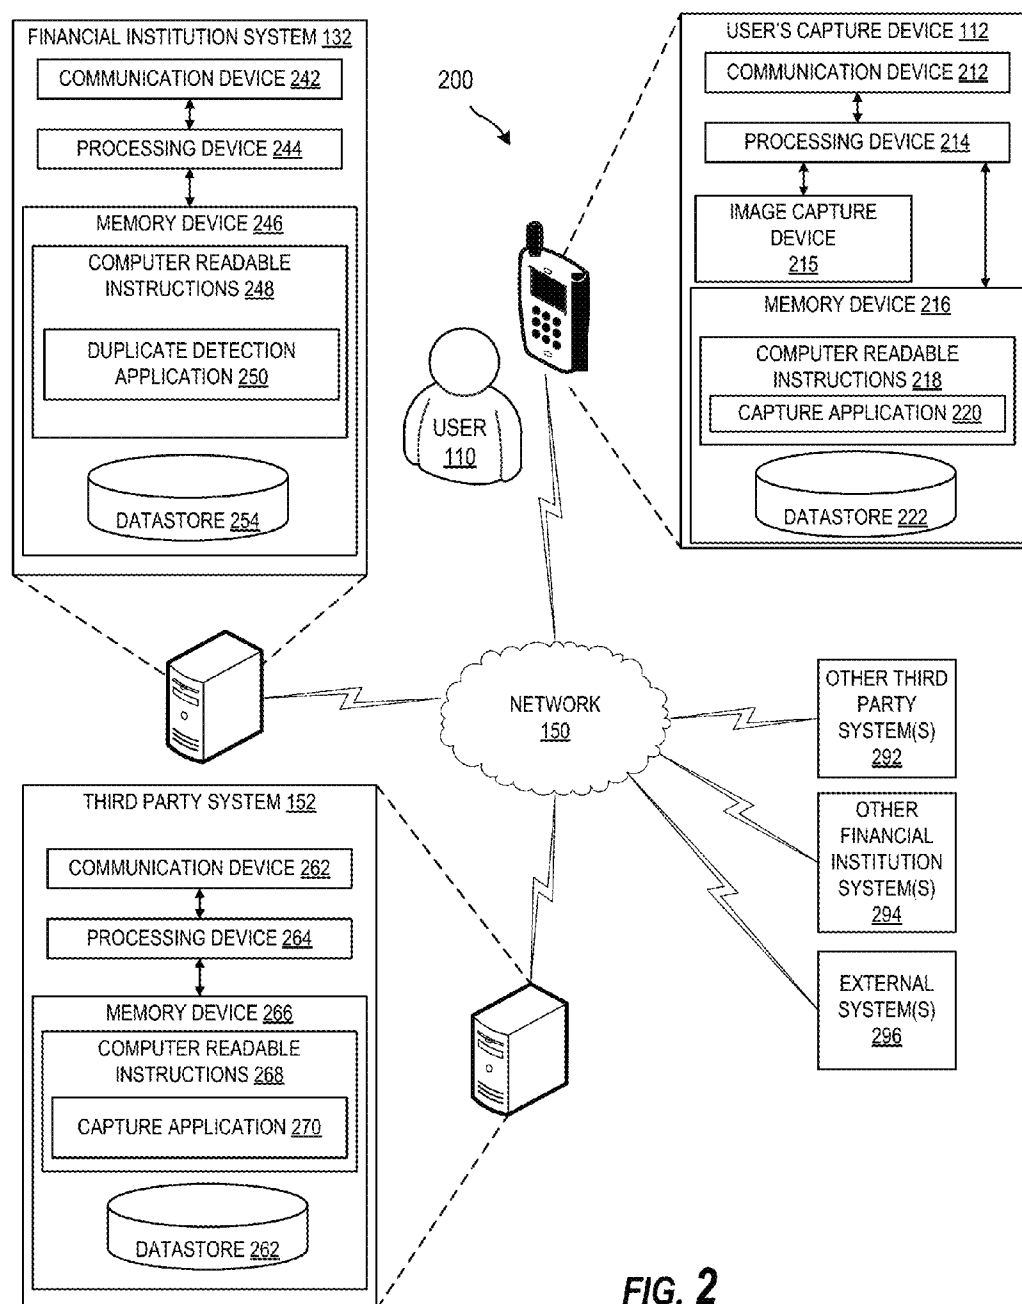 FINANCIAL INSTITUTION SYSTEM 132
COMMUNICATION DEVICE 242
PROCESSING DEVICE 244
MEMORY DEVICE 246
COMPUTER READABLE
INSTRUCTIONS 248
DUPLICATE DETECTION
APPLICATION 250
DATASTORE 254
200
USER
110
USER'S CAPTURE DEVICE 112
COMMUNICATION DEVICE 212
PROCESSING DEVICE 214
IMAGE CAPTURE
DEVICE
215
MEMORY DEVICE 216
COMPUTER READABLE
INSTRUCTIONS 218
CAPTURE APPLICATION 220
DATASTORE 222
NETWORK
150
OTHER THIRD
PARTY
SYSTEM(S)
292
OTHER
FINANCIAL
INSTITUTION
SYSTEM(S)
294
EXTERNAL
SYSTEM(S)
296
THIRD PARTY SYSTEM 152
COMMUNICATION DEVICE 262
PROCESSING DEVICE 264
MEMORY DEVICE 266
COMPUTER READABLE
INSTRUCTIONS 268
CAPTURE APPLICATION 270
DATASTORE 262
FIG. 2